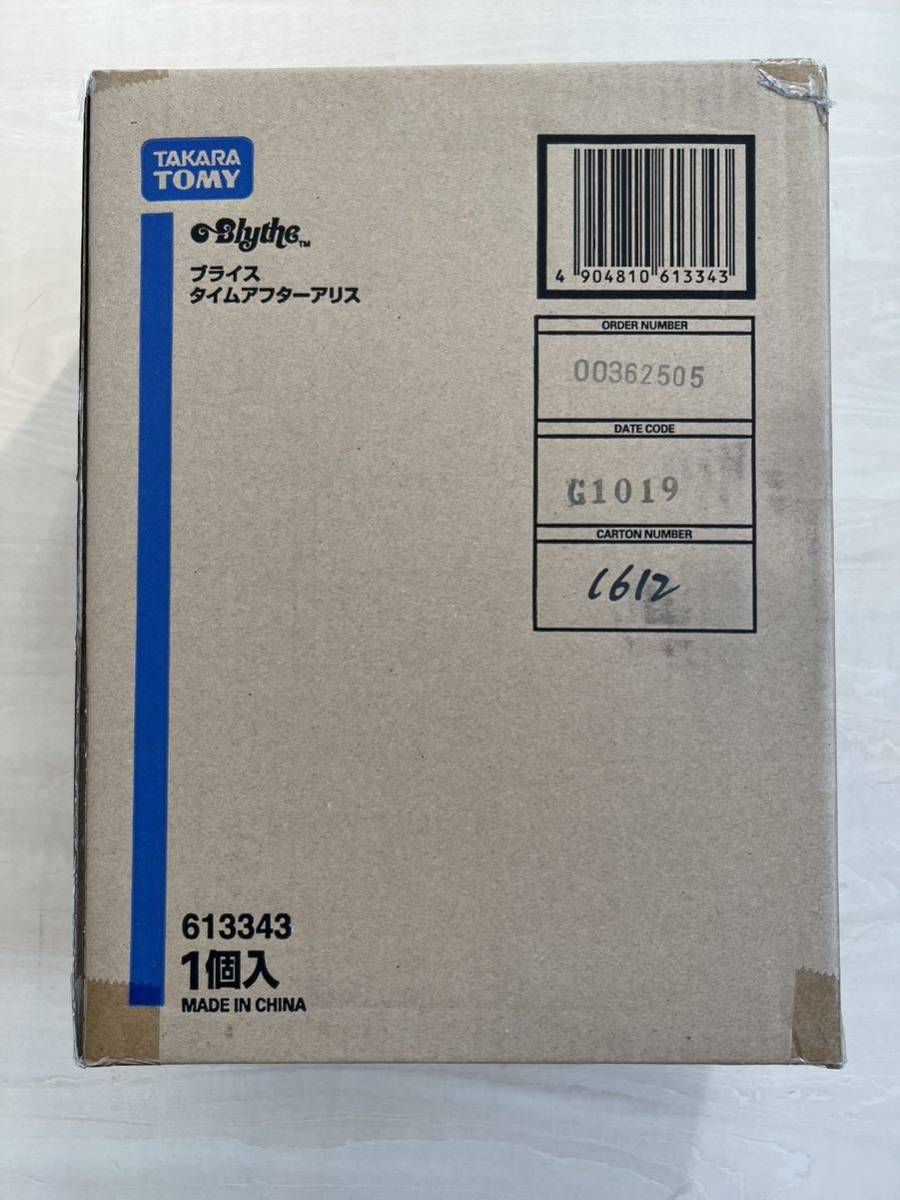 TAKARA
TOMY
Blythe™
ブライス
タイムアフターアリス
4 904810 613343
ORDER NUMBER
00362505
DATE CODE
G1019
CARTON NUMBER
1612
613343
1個入
MADE IN CHINA